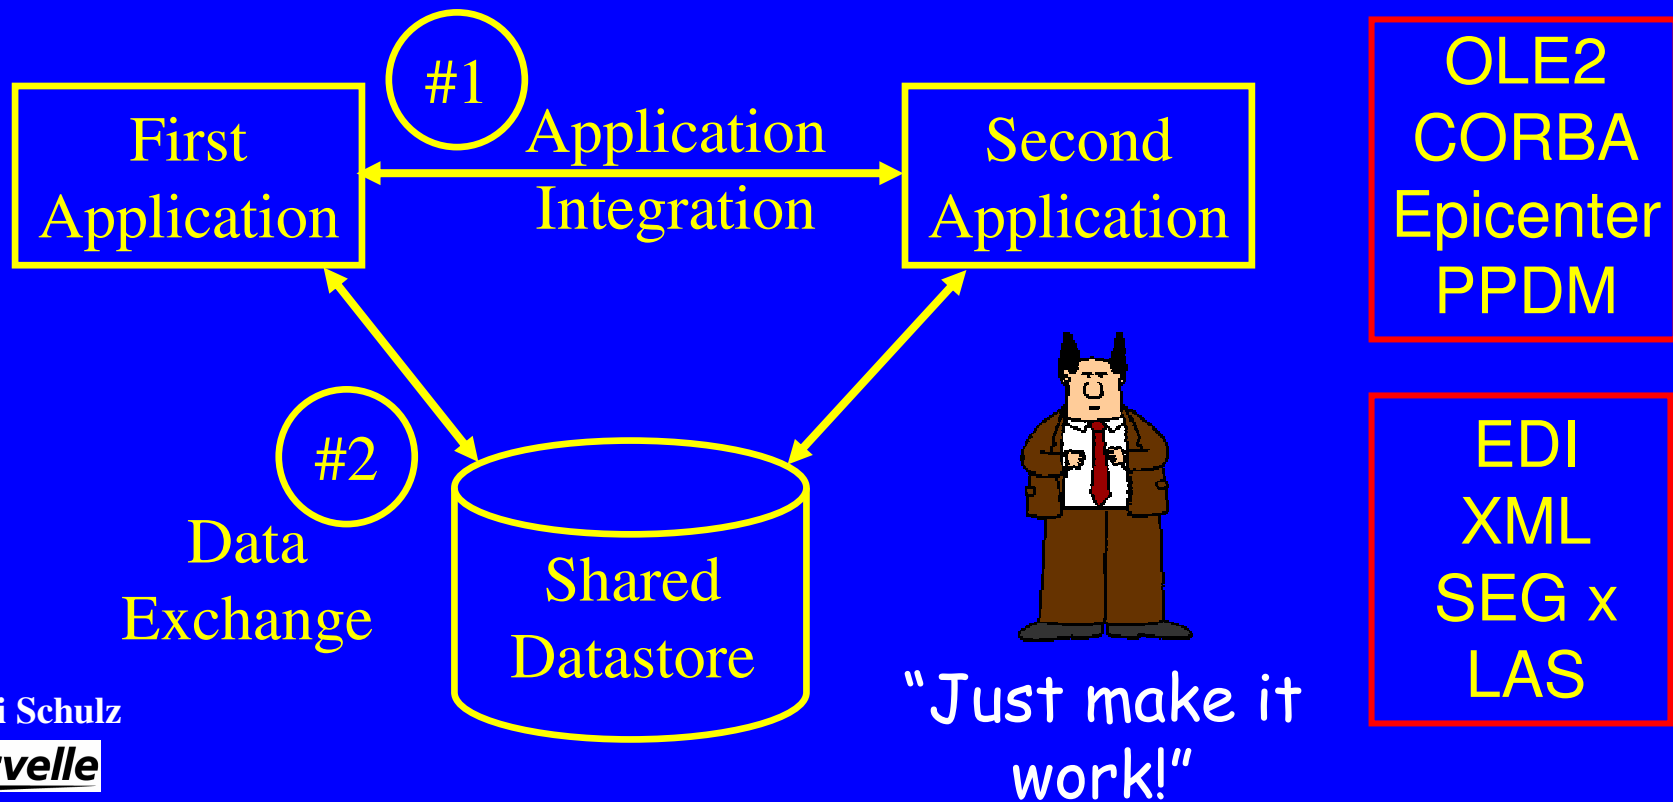 #1
First
Application
Application
Integration
Second
Application
OLE2
CORBA
Epicenter
PPDM
#2
Data
Exchange
Shared
Datastore
EDI
XML
SEG x
LAS
“Just make it
work!”
Schulz